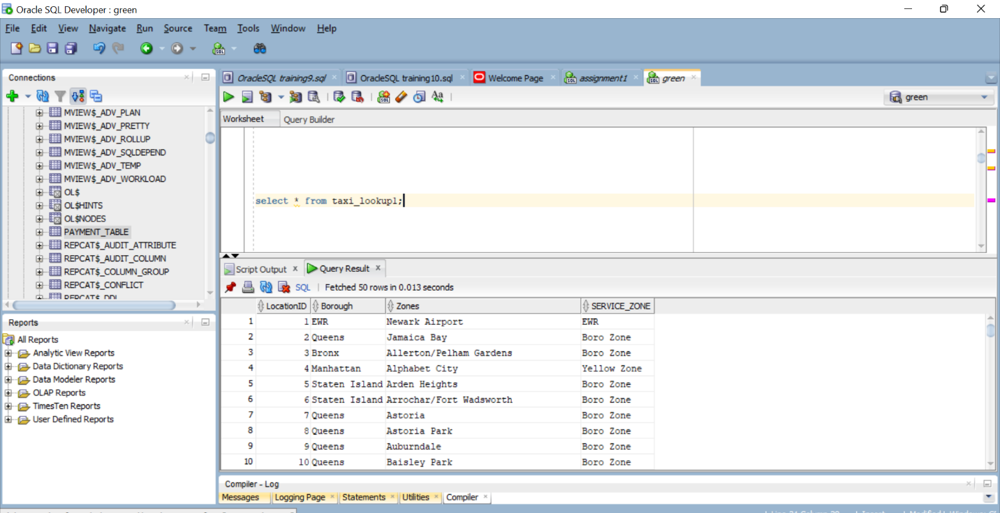 Oracle SQL Developer : green
File Edit View Navigate Run Source Team Tools Window Help
Connections
MVIEW$_ADV_PLAN
MVIEW$_ADV_PRETTY
MVIEW$_ADV_ROLLUP
MVIEW$_ADV_SQLDEPEND
MVIEW$_ADV_TEMP
MVIEW$_ADV_WORKLOAD
OL$
OL$HINTS
OL$NODES
PAYMENT_TABLE
REPCAT$_AUDIT_ATTRIBUTE
REPCAT$_AUDIT_COLUMN
REPCAT$_COLUMN_GROUP
REPCAT$_CONFLICT
REPCAT$_DDL
Reports
All Reports
Analytic View Reports
Data Dictionary Reports
Data Modeler Reports
OLAP Reports
TimesTen Reports
User Defined Reports
OracleSQL training9.sql OracleSQL training10.sql Welcome Page assignment1 green
green
Worksheet Query Builder
select * from taxi_lookup1;
Script Output Query Result
SQL Fetched 50 rows in 0.013 seconds
LocationID Borough Zones SERVICE_ZONE
1 1 EWR Newark Airport EWR
2 2 Queens Jamaica Bay Boro Zone
3 3 Bronx Allerton/Pelham Gardens Boro Zone
4 4 Manhattan Alphabet City Yellow Zone
5 5 Staten Island Arden Heights Boro Zone
6 6 Staten Island Arrochar/Fort Wadsworth Boro Zone
7 7 Queens Astoria Boro Zone
8 8 Queens Astoria Park Boro Zone
9 9 Queens Auburndale Boro Zone
10 10 Queens Baisley Park Boro Zone
Compiler - Log
Messages Logging Page Statements Utilities Compiler